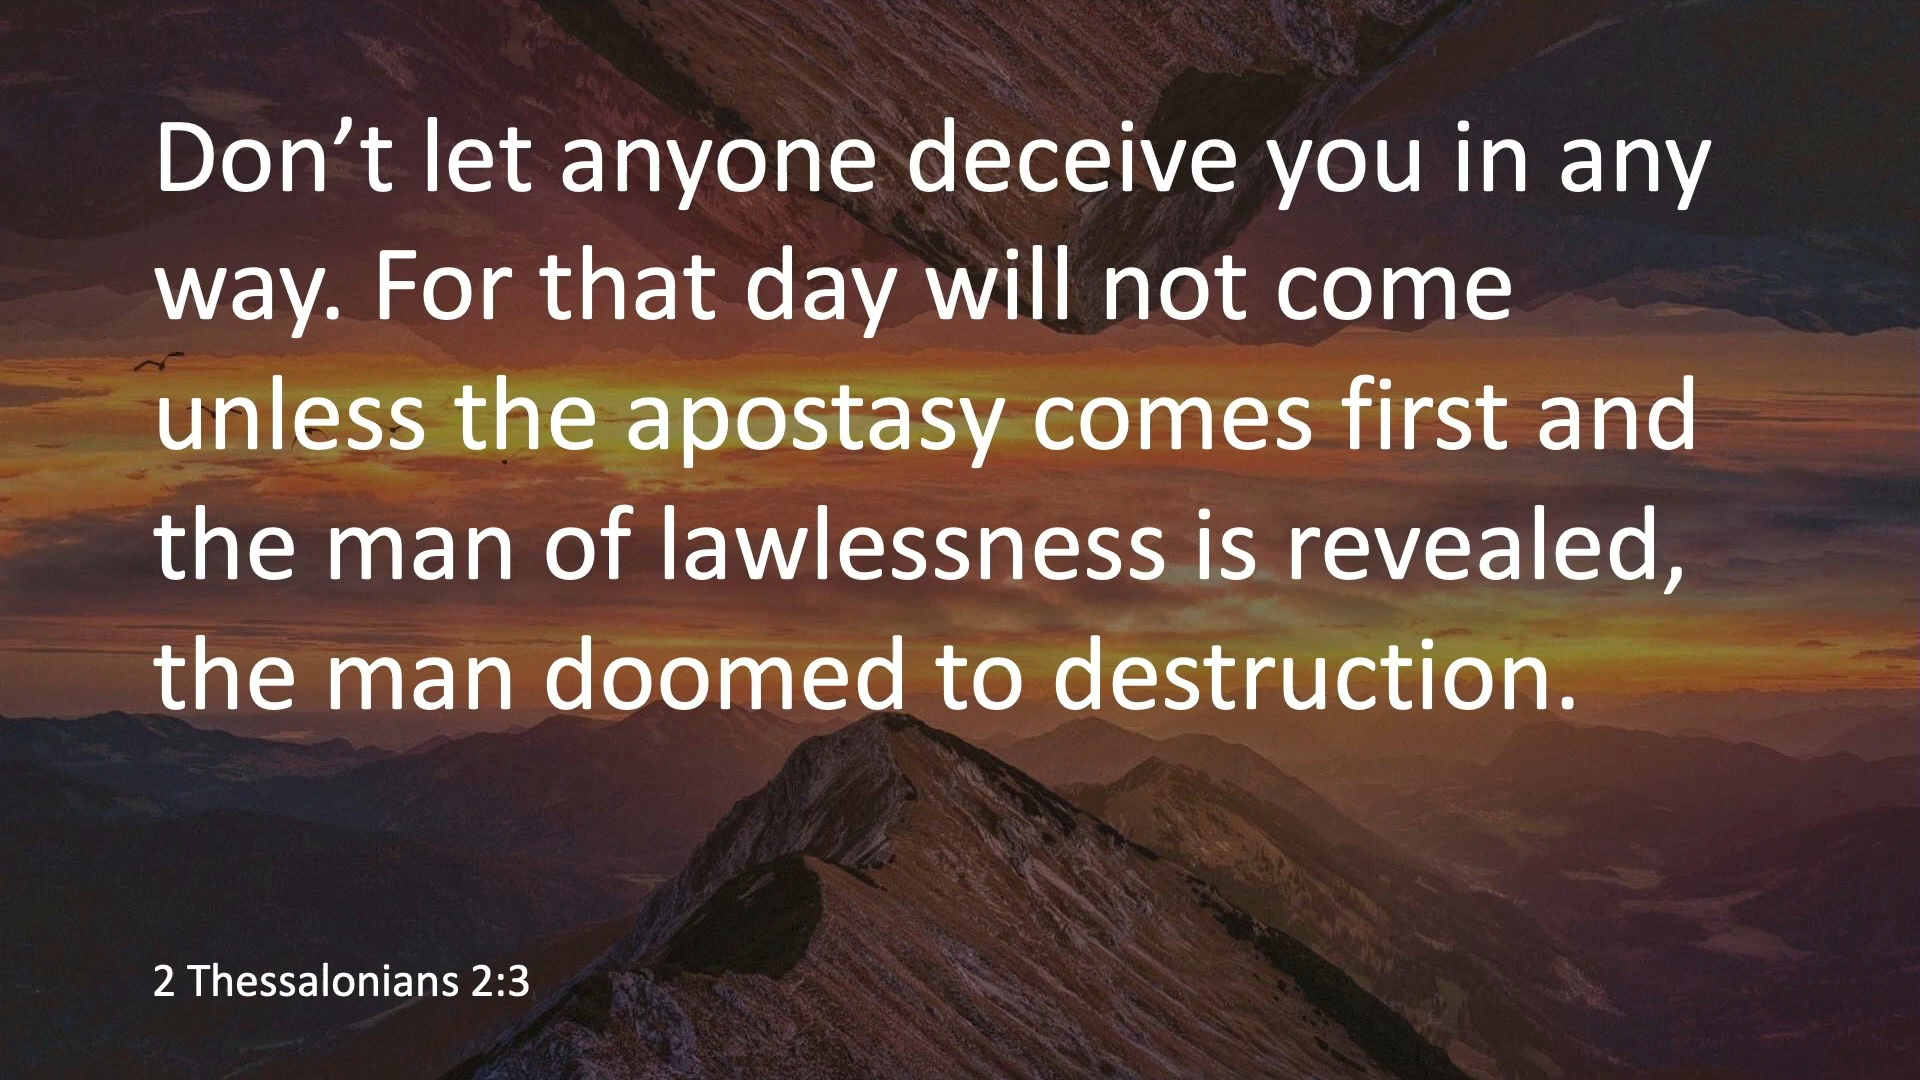 Don’t let anyone deceive you in any
way. For that day will not come
unless the apostasy comes first and
the man of lawlessness is revealed,
the man doomed to destruction.
2 Thessalonians 2:3